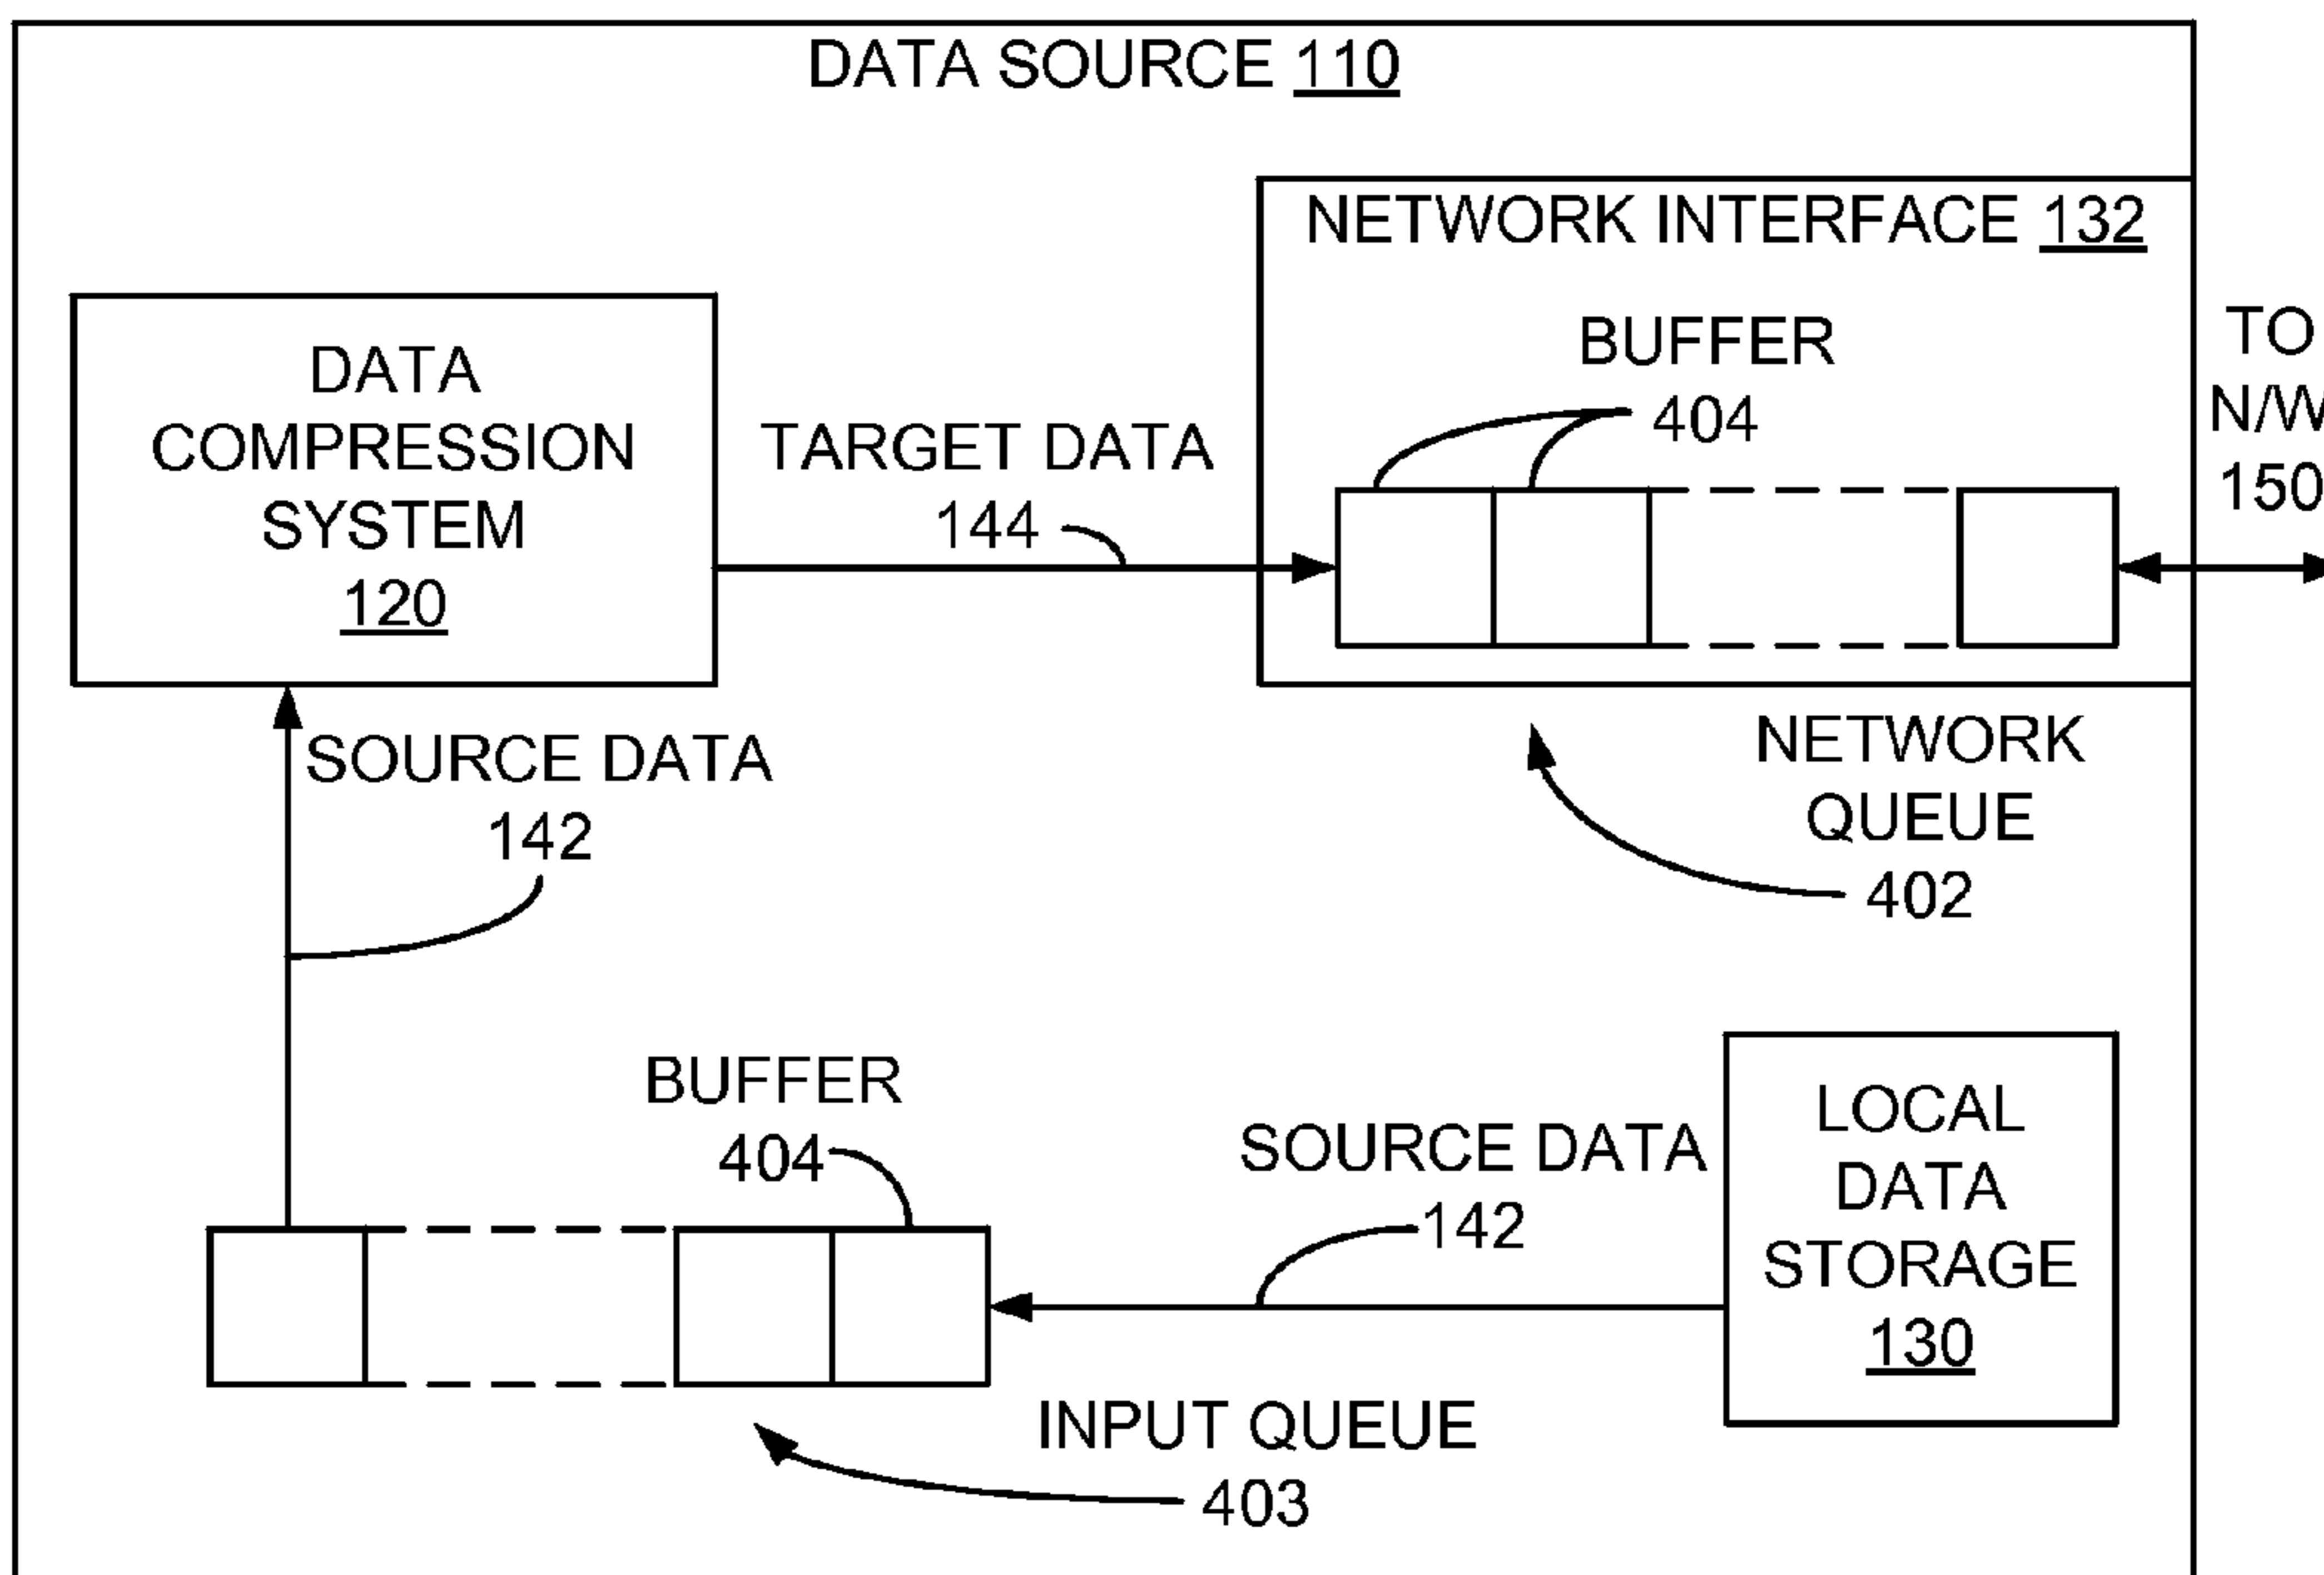 DATA SOURCE 110
NETWORK INTERFACE 132
BUFFER
404
TO
N/W
150
DATA
COMPRESSION
SYSTEM
120
TARGET DATA
144
SOURCE DATA
142
NETWORK
QUEUE
402
BUFFER
404
SOURCE DATA
142
LOCAL
DATA
STORAGE
130
INPUT QUEUE
403